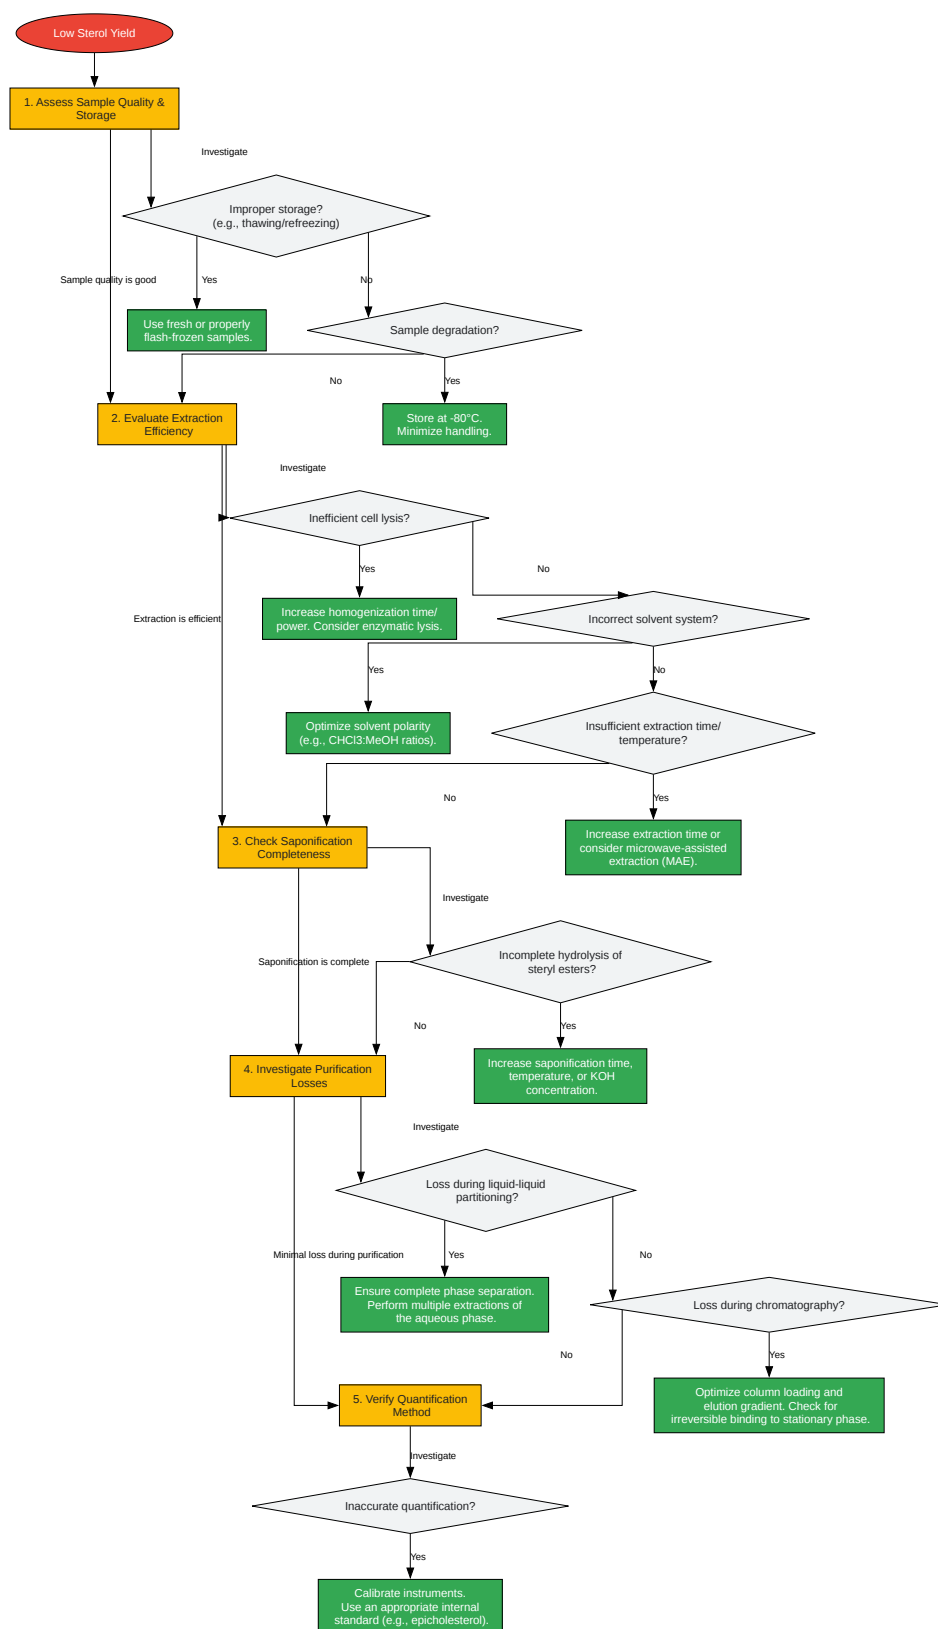 Low Sterol Yield
1. Assess Sample Quality &
Storage
Investigate
Improper storage?
(e.g., thawing/refreezing)
Sample quality is good
Yes
No
Use fresh or properly
flash-frozen samples.
Sample degradation?
No
Yes
2. Evaluate Extraction
Efficiency
Store at -80°C.
Minimize handling.
Investigate
Inefficient cell lysis?
Yes
No
Extraction is efficient
Increase homogenization time/
power. Consider enzymatic lysis.
Incorrect solvent system?
Yes
No
Optimize solvent polarity
(e.g., CHCl3:MeOH ratios).
Insufficient extraction time/
temperature?
No
Yes
3. Check Saponification
Completeness
Increase extraction time or
consider microwave-assisted
extraction (MAE).
Investigate
Saponification is complete
Incomplete hydrolysis of
steryl esters?
No
Yes
4. Investigate Purification
Losses
Increase saponification time,
temperature, or KOH
concentration.
Investigate
Loss during liquid-liquid
partitioning?
Minimal loss during purification
Yes
No
Ensure complete phase separation.
Perform multiple extractions of
the aqueous phase.
Loss during chromatography?
No
Yes
5. Verify Quantification
Method
Optimize column loading and
elution gradient. Check for
irreversible binding to stationary phase.
Investigate
Inaccurate quantification?
Yes
Calibrate instruments.
Use an appropriate internal
standard (e.g., epicholesterol).